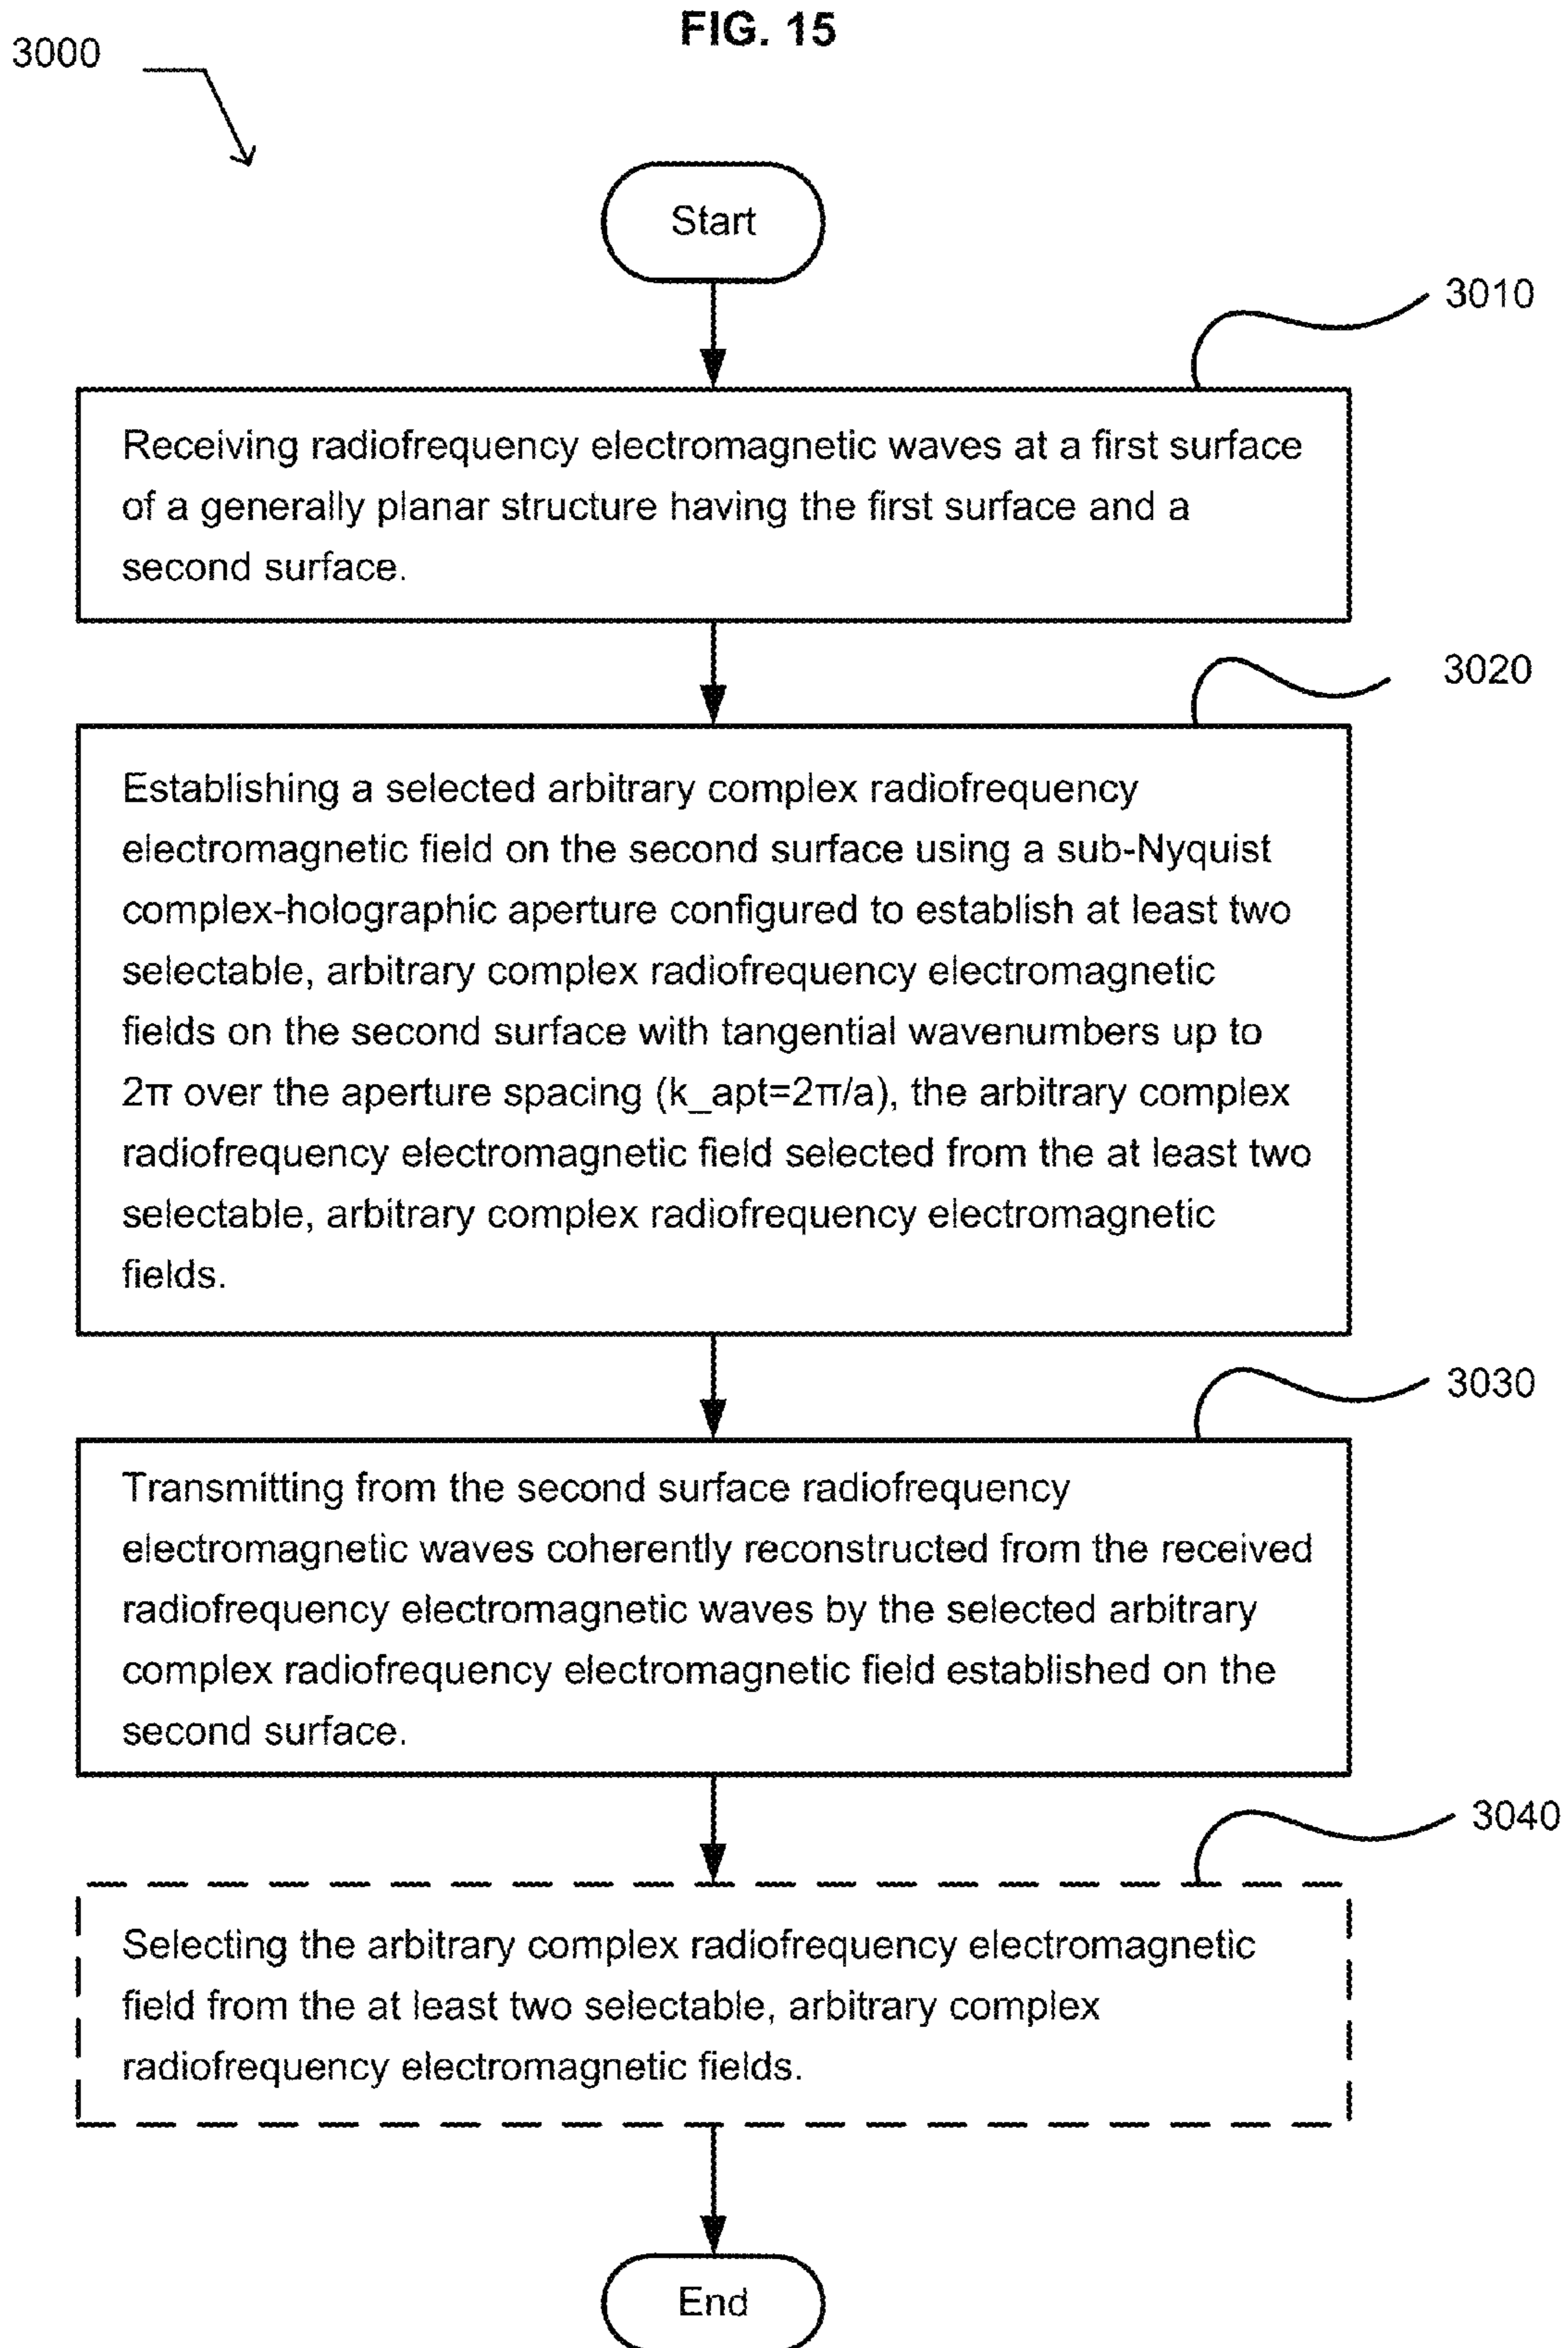 FIG. 15
3000
Start
3010
Receiving radiofrequency electromagnetic waves at a first surface
of a generally planar structure having the first surface and a
second surface.
3020
Establishing a selected arbitrary complex radiofrequency
electromagnetic field on the second surface using a sub-Nyquist
complex-holographic aperture configured to establish at least two
selectable, arbitrary complex radiofrequency electromagnetic
fields on the second surface with tangential wavenumbers up to
2π over the aperture spacing (k_apt=2π/a), the arbitrary complex
radiofrequency electromagnetic field selected from the at least two
selectable, arbitrary complex radiofrequency electromagnetic
fields.
3030
Transmitting from the second surface radiofrequency
electromagnetic waves coherently reconstructed from the received
radiofrequency electromagnetic waves by the selected arbitrary
complex radiofrequency electromagnetic field established on the
second surface.
3040
Selecting the arbitrary complex radiofrequency electromagnetic
field from the at least two selectable, arbitrary complex
radiofrequency electromagnetic fields.
End